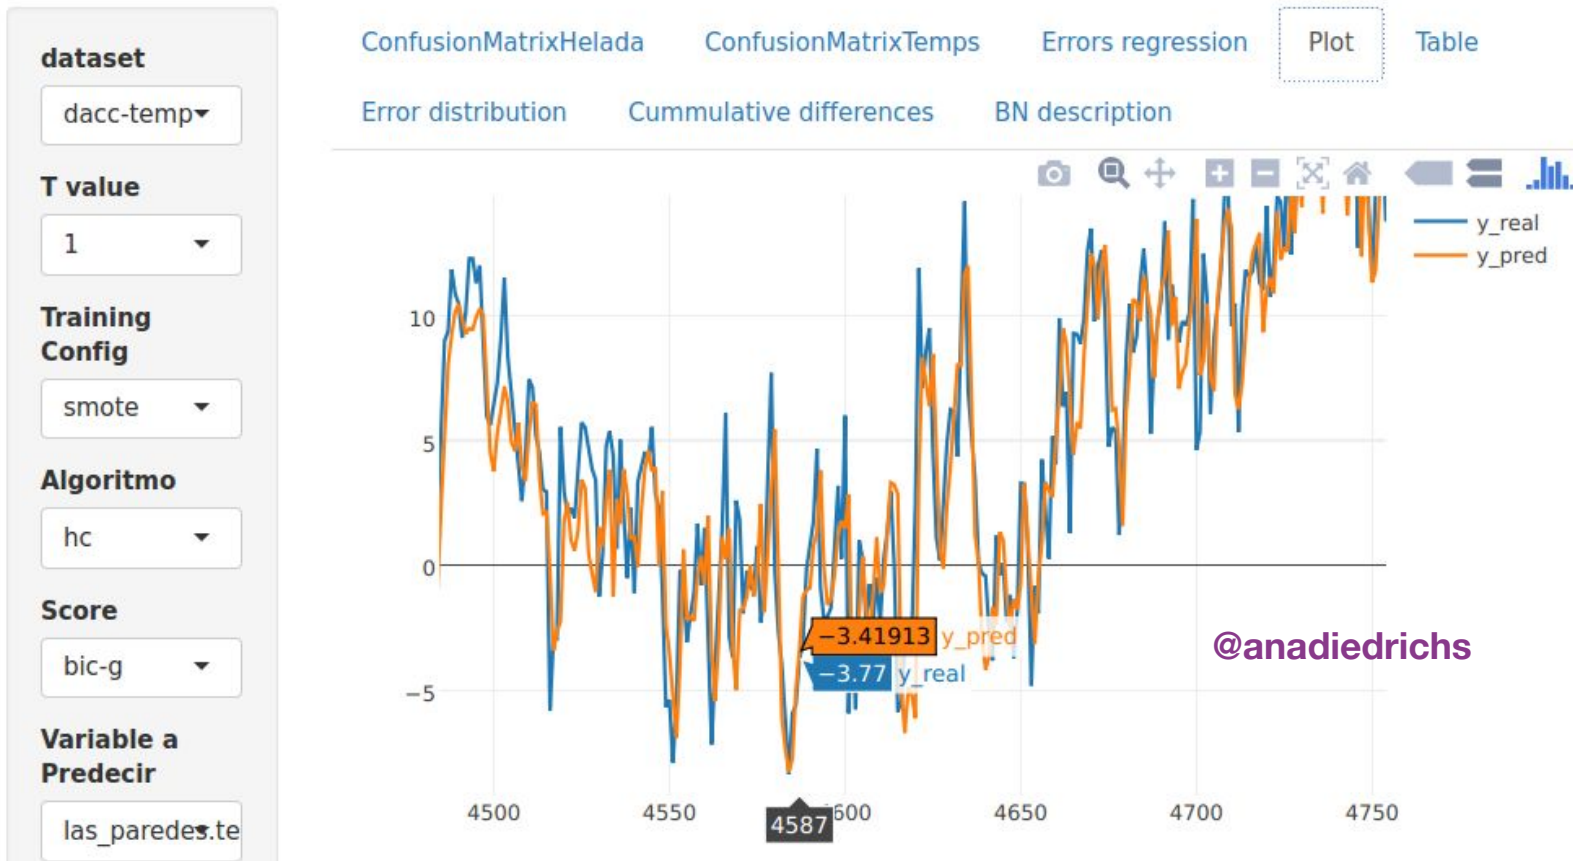 dataset
dacc-temp
T value
1
Training
Config
smote
Algoritmo
hc
Score
bic-g
Variable a
Predecir
las_paredes.te
ConfusionMatrixHelada ConfusionMatrixTemps Errors regression Plot Table
Error distribution Cummulative differences BN description
y_real
y_pred
10
5
0
−5
−3.41913 y_pred
−3.77 y_real
@anadiedrichs
4500 4550 4587 600 4650 4700 4750